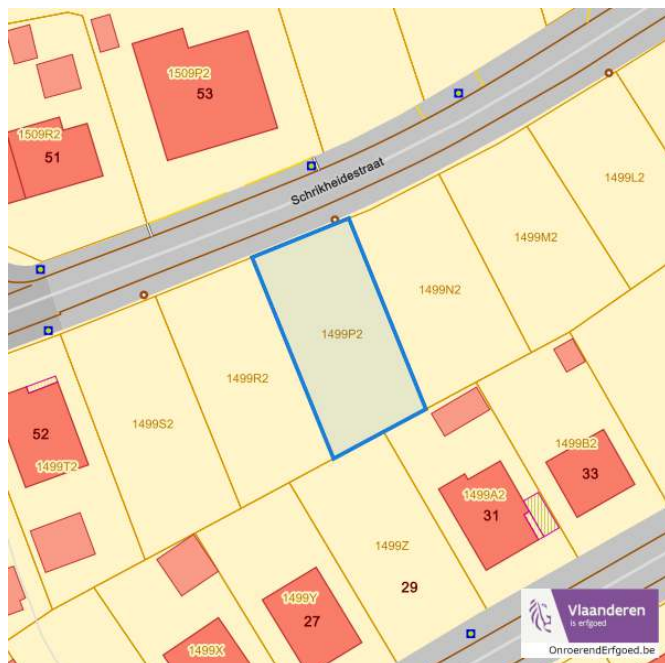 1509P2
53
1509R2
51
Schrikheidestraat
1499L2
1499M2
1499N2
1499P2
1499R2
1499S2
52
1499T2
1499B2
33
1499A2
31
1499Z
29
1499Y
27
1499X
Vlaanderen
is erfgoed
OnroerendErfgoed.be